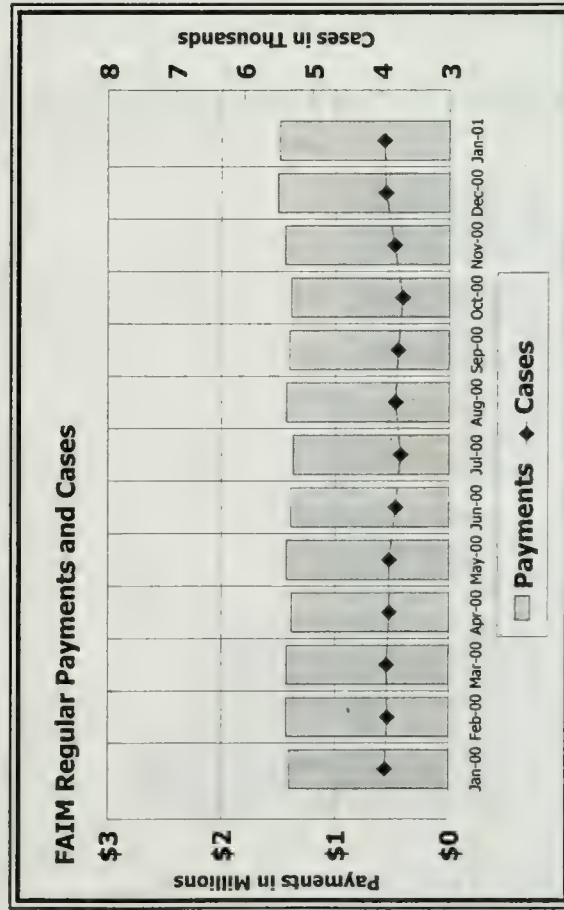 FAIM Regular Payments and Cases
Payments in Millions
$3
$2
$1
$0
Cases in Thousands
8
7
6
5
4
3
Jan-00 Feb-00 Mar-00 Apr-00 May-00 Jun-00 Jul-00 Aug-00 Sep-00 Oct-00 Nov-00 Dec-00 Jan-01
Payments Cases